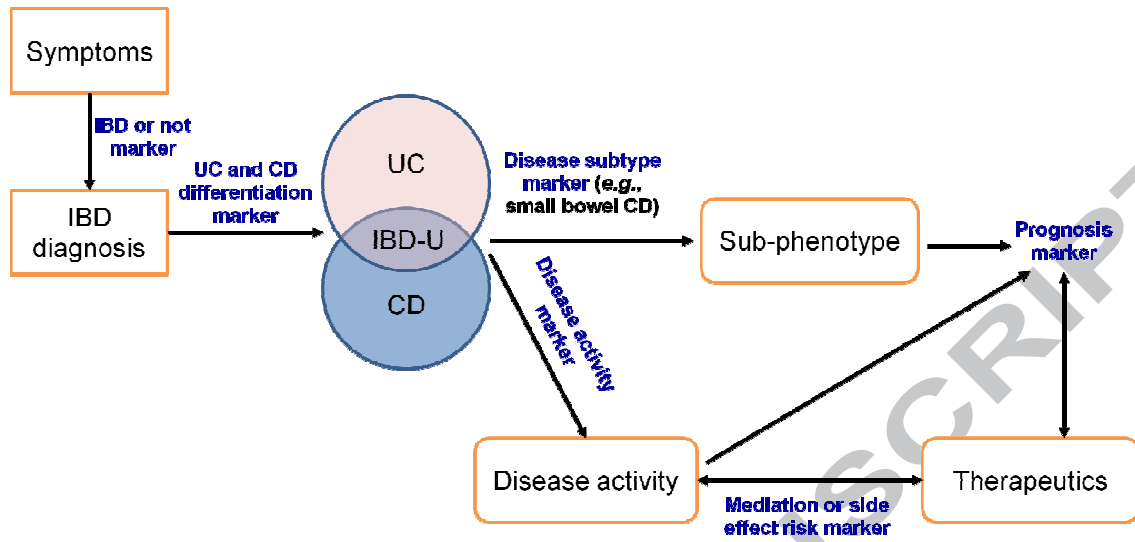 Symptoms
IBD or not
marker
IBD
diagnosis
UC and CD
differentiation
marker
UC
IBD-U
CD
Disease subtype
marker (e.g.,
small bowel CD)
Sub-phenotype
Prognosis
marker
Disease activity
marker
Disease activity
Mediation or side
effect risk marker
Therapeutics
USCRIPT